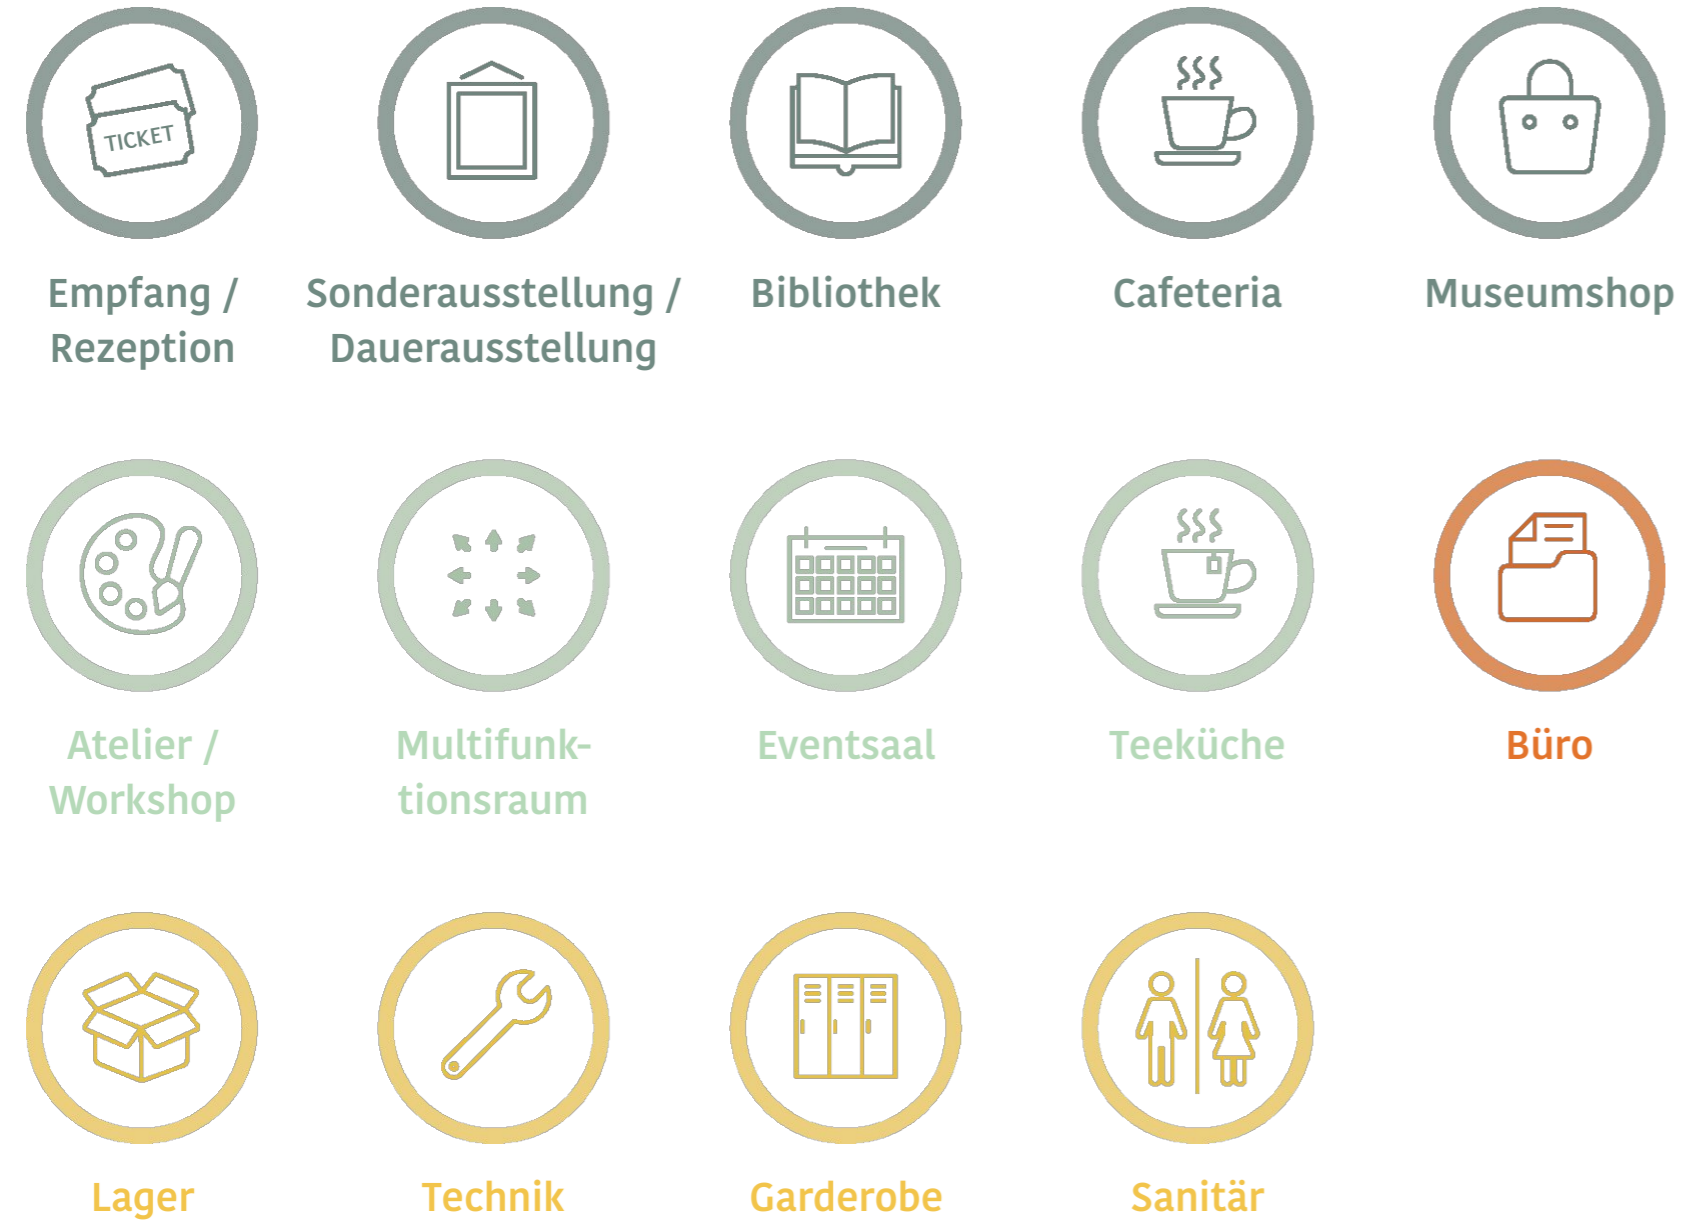 TICKET
Empfang /
Rezeption
Sonderausstellung /
Dauerausstellung
Bibliothek
Cafeteria
Museumshop
Atelier /
Workshop
Multifunk-
tionsraum
Eventsaal
Teeküche
Büro
Lager
Technik
Garderobe
Sanitär